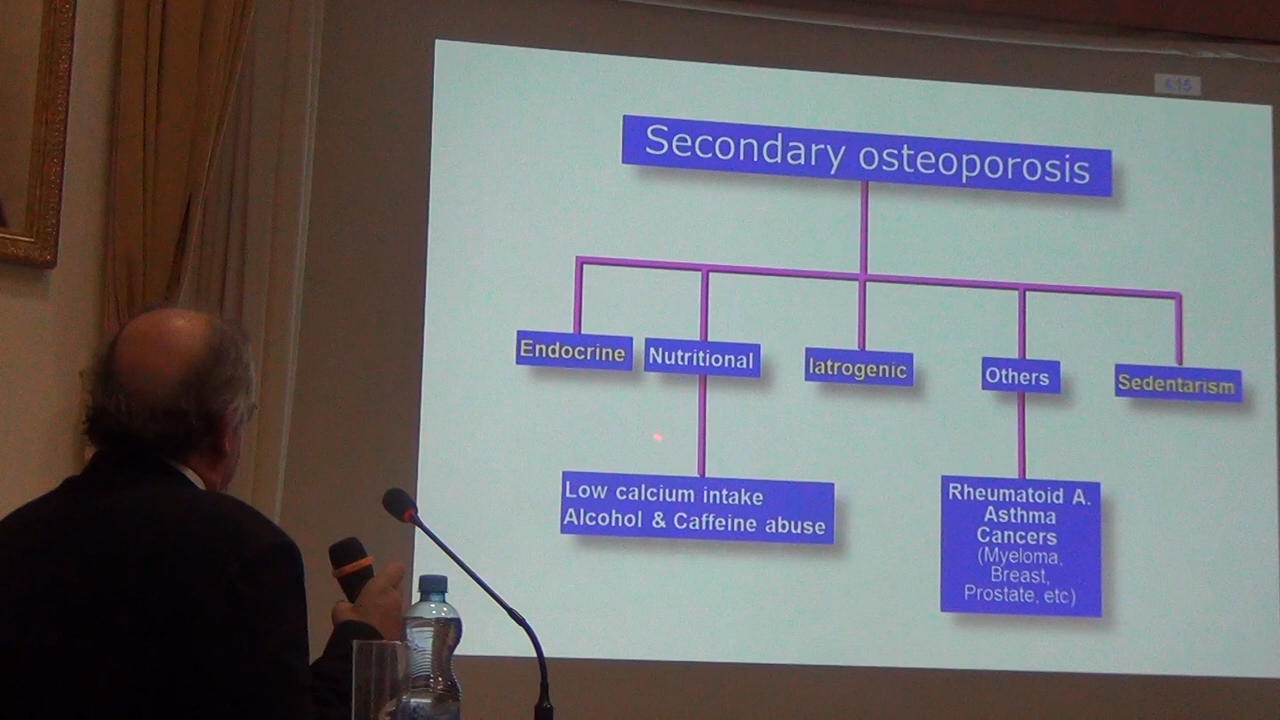 Secondary osteoporosis
Endocrine
Nutritional
Iatrogenic
Others
Sedentarism
Low calcium intake
Alcohol & Caffeine abuse
Rheumatoid A.
Asthma
Cancers
(Myeloma,
Breast,
Prostate, etc)